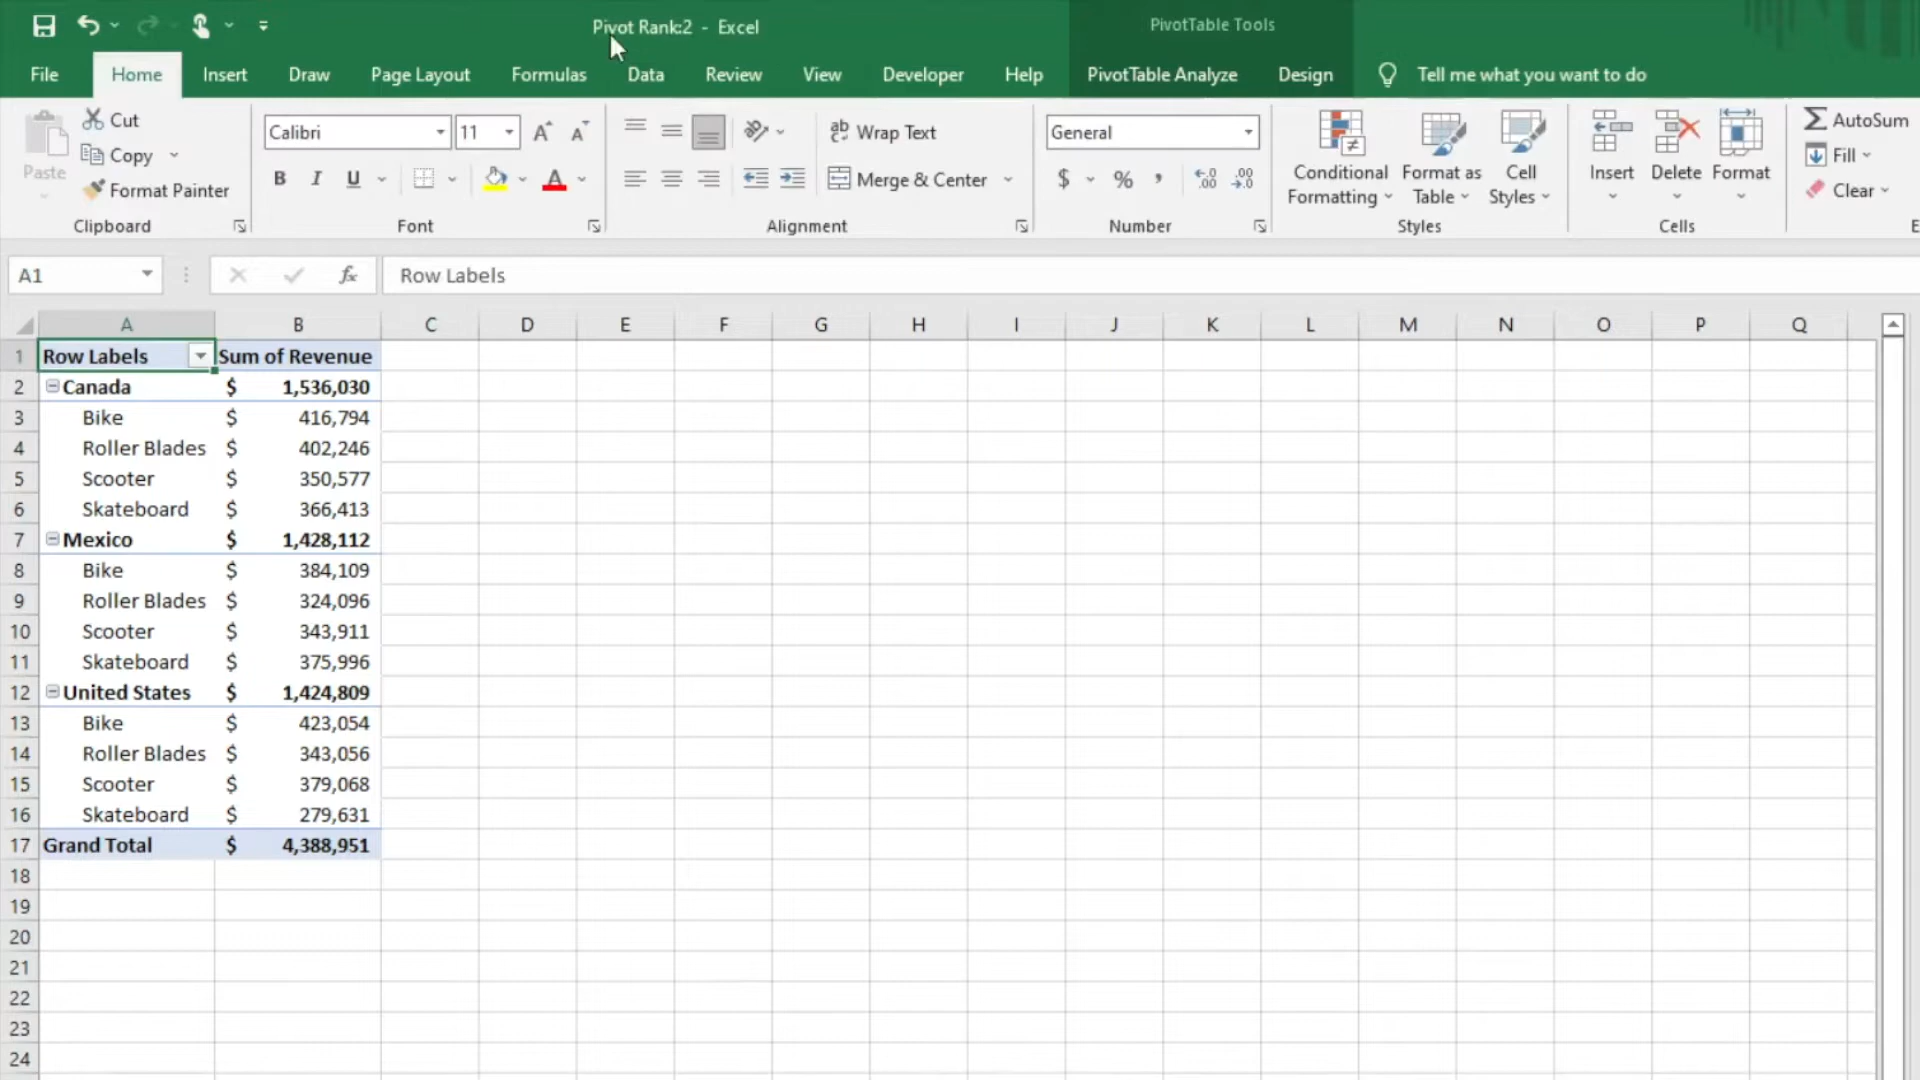 Pivot Rank:2 - Excel
PivotTable Tools
File Home Insert Draw Page Layout Formulas Data Review View Developer Help PivotTable Analyze Design Tell me what you want to do
Paste
Cut
Copy
Format Painter
Clipboard
Calibri 11
B I U
Font
Wrap Text
Merge & Center
Alignment
General
$ % ,
Number
Conditional Formatting
Format as Table
Cell Styles
Styles
Insert Delete Format
Cells
AutoSum
Fill
Clear
A1 fx Row Labels
A B C D E F G H I J K L M N O P Q
1 Row Labels Sum of Revenue
2 Canada $ 1,536,030
3 Bike $ 416,794
4 Roller Blades $ 402,246
5 Scooter $ 350,577
6 Skateboard $ 366,413
7 Mexico $ 1,428,112
8 Bike $ 384,109
9 Roller Blades $ 324,096
10 Scooter $ 343,911
11 Skateboard $ 375,996
12 United States $ 1,424,809
13 Bike $ 423,054
14 Roller Blades $ 343,056
15 Scooter $ 379,068
16 Skateboard $ 279,631
17 Grand Total $ 4,388,951
18
19
20
21
22
23
24